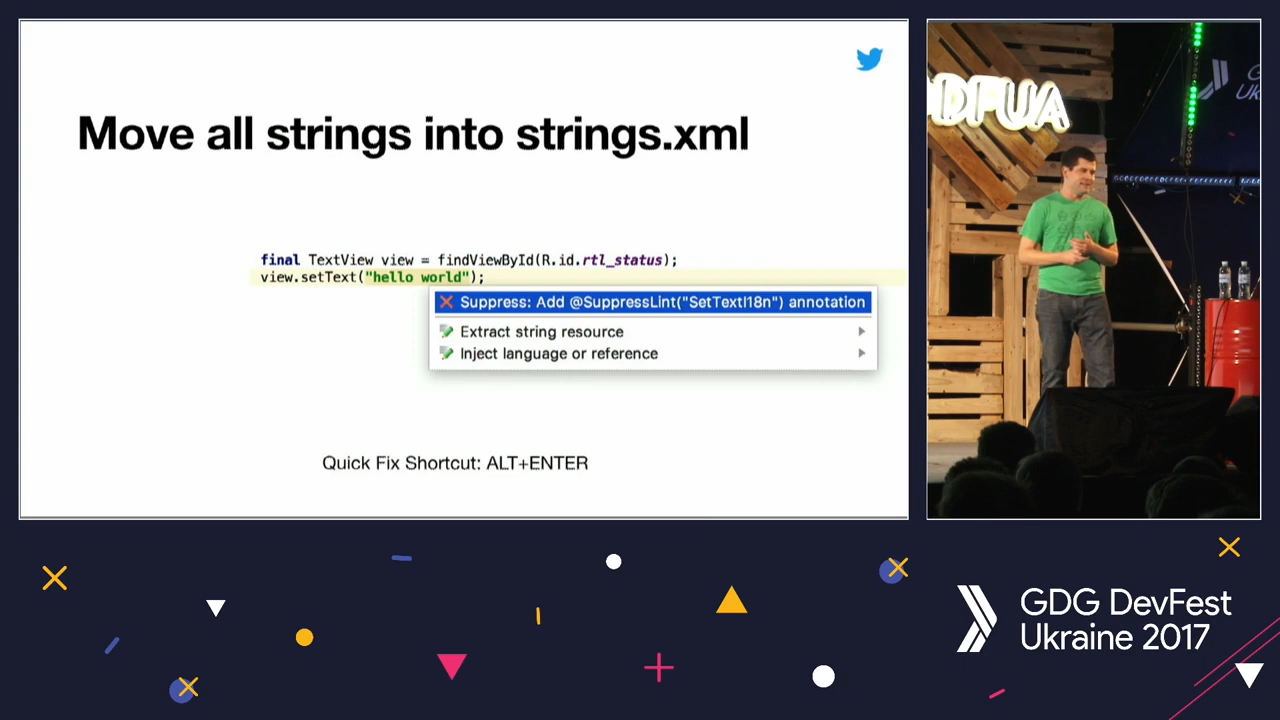 Move all strings into strings.xml
final TextView view = findViewById(R.id.rtl_status);
view.setText("hello world");
Suppress: Add @SuppressLint("SetTextI18n") annotation
Extract string resource
Inject language or reference
Quick Fix Shortcut: ALT+ENTER
DFUA
GDG DevFest
Ukraine 2017